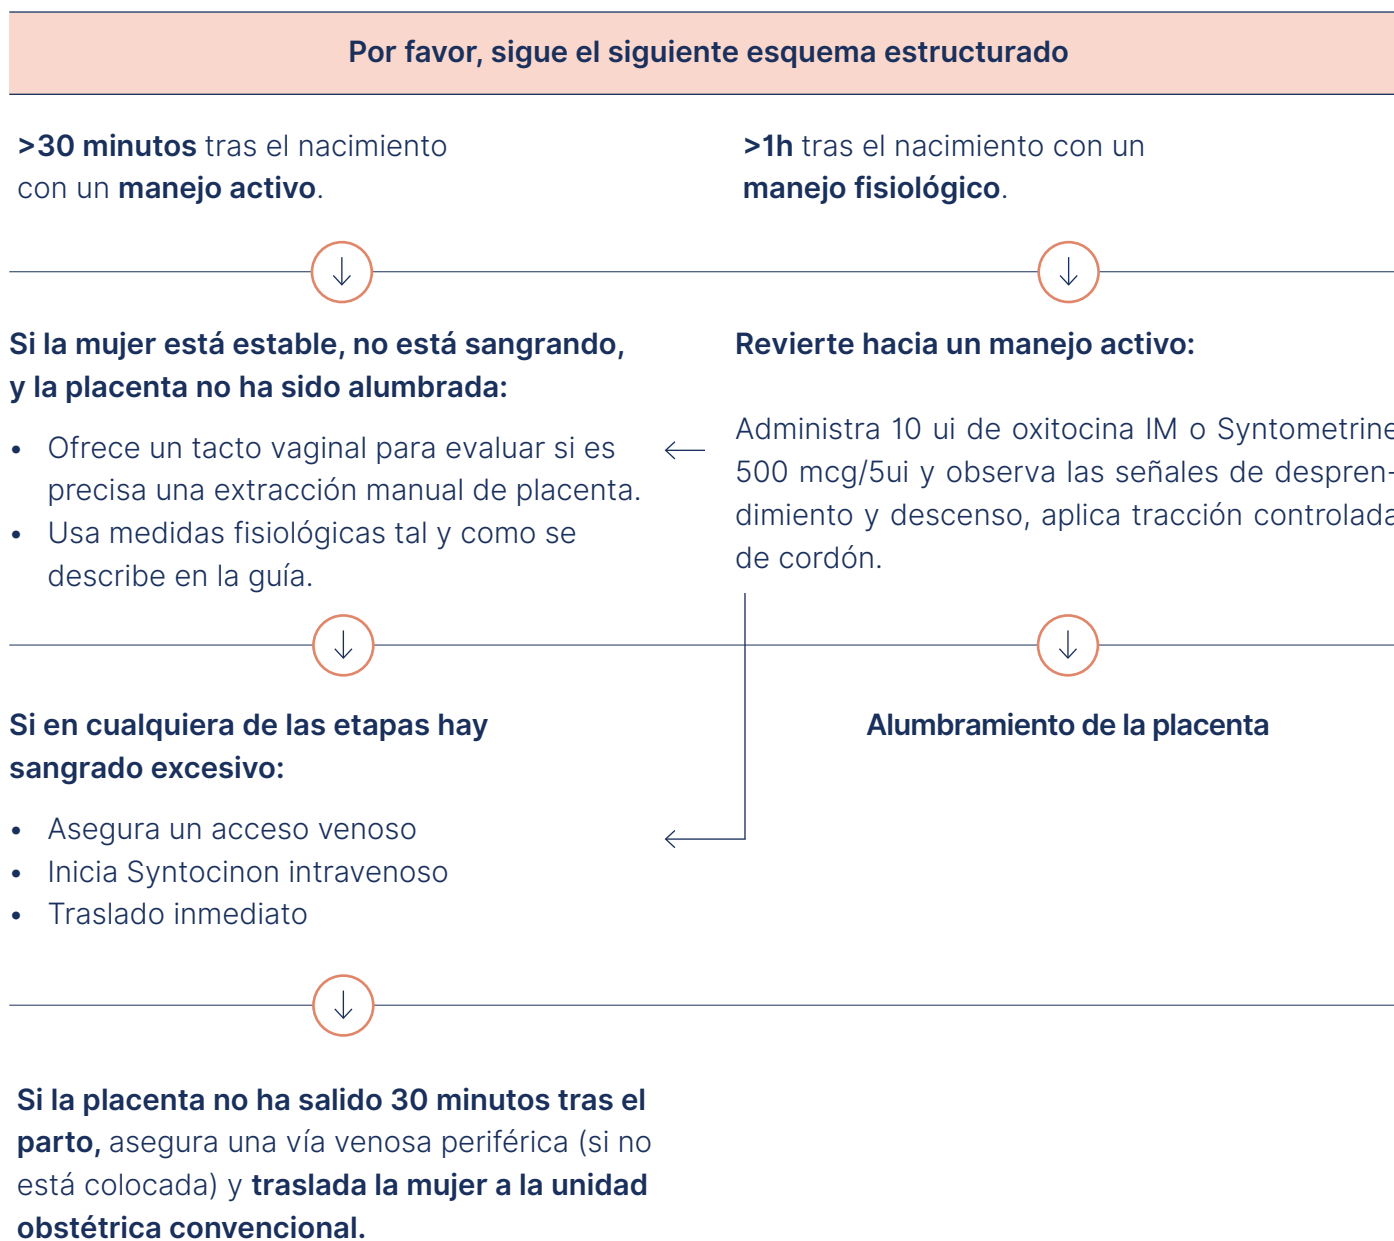 Por favor, sigue el siguiente esquema estructurado
>30 minutos tras el nacimiento
con un manejo activo.
>1h tras el nacimiento con un
manejo fisiológico.
Si la mujer está estable, no está sangrando,
y la placenta no ha sido alumbrada:
• Ofrece un tacto vaginal para evaluar si es
precisa una extracción manual de placenta.
• Usa medidas fisiológicas tal y como se
describe en la guía.
Revierte hacia un manejo activo:
Administra 10 ui de oxitocina IM o Syntometrine
500 mcg/5ui y observa las señales de despren-
dimiento y descenso, aplica tracción controlada
de cordón.
Si en cualquiera de las etapas hay
sangrado excesivo:
• Asegura un acceso venoso
• Inicia Syntocinon intravenoso
• Traslado inmediato
Alumbramiento de la placenta
Si la placenta no ha salido 30 minutos tras el
parto, asegura una vía venosa periférica (si no
está colocada) y traslada la mujer a la unidad
obstétrica convencional.